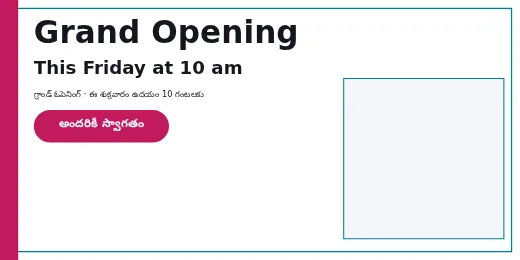 Grand Opening
This Friday at 10 am
గ్రాండ్ ఓపెనింగ్ - ఈ శుక్రవారం ఉదయం 10 గంటలకు
అందరికీ స్వాగతం